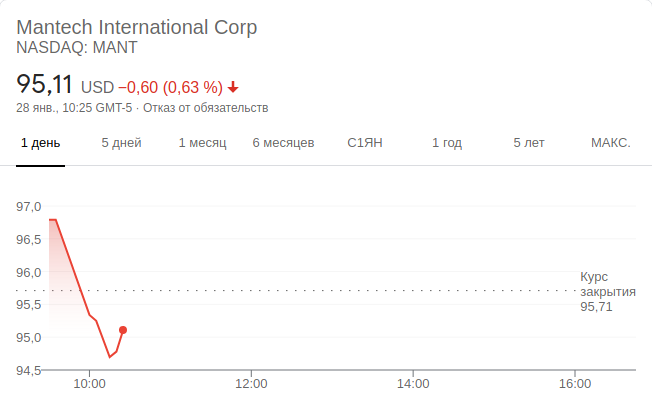 Mantech International Corp
NASDAQ: MANT
95,11 USD −0,60 (0,63 %)
28 янв., 10:25 GMT-5 · Отказ от обязательств
1 день 5 дней 1 месяц 6 месяцев С1ЯН 1 год 5 лет МАКС.
97,0
96,5
96,0
Курс
закрытия
95,71
95,5
95,0
94,5
10:00 12:00 14:00 16:00